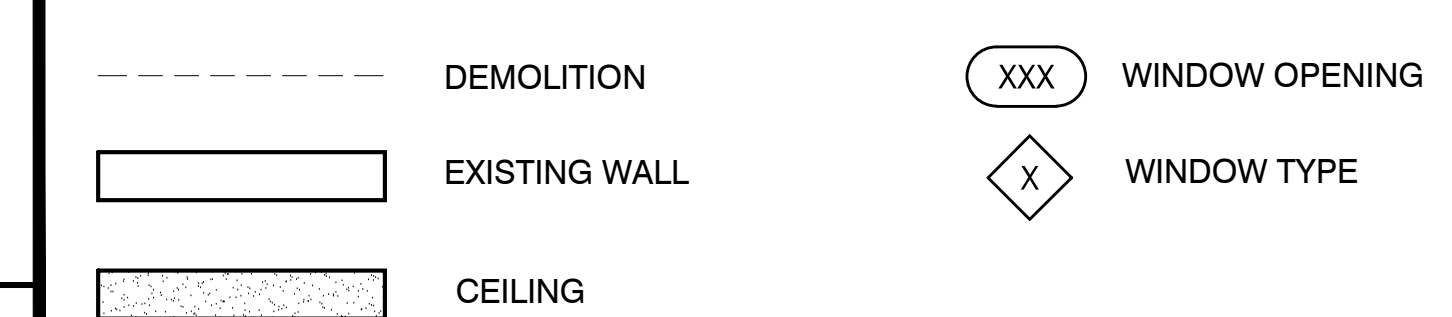 DEMOLITION
EXISTING WALL
CEILING
XXX WINDOW OPENING
X WINDOW TYPE